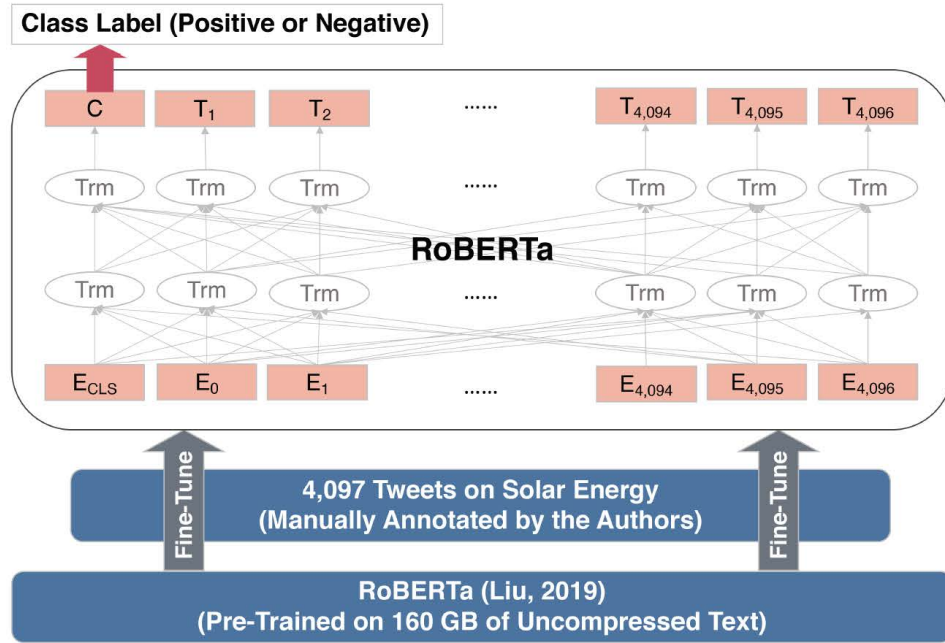 Class Label (Positive or Negative)
C T₁ T₂ ...... T₄,₀₉₄ T₄,₀₉₅ T₄,₀₉₆
Trm Trm Trm ...... Trm Trm Trm
RoBERTa
Trm Trm Trm ...... Trm Trm Trm
E_CLS E₀ E₁ ...... E₄,₀₉₄ E₄,₀₉₅ E₄,₀₉₆
Fine-Tune
4,097 Tweets on Solar Energy
(Manually Annotated by the Authors)
Fine-Tune
RoBERTa (Liu, 2019)
(Pre-Trained on 160 GB of Uncompressed Text)